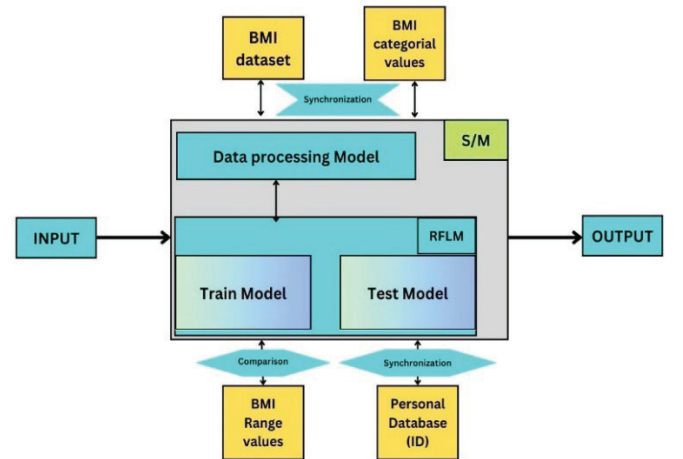 BMI
dataset
BMI
categorial
values
Synchronization
S/M
Data processing Model
INPUT
OUTPUT
RFLM
Train Model
Test Model
Comparison
Synchronization
BMI
Range
values
Personal
Database
(ID)